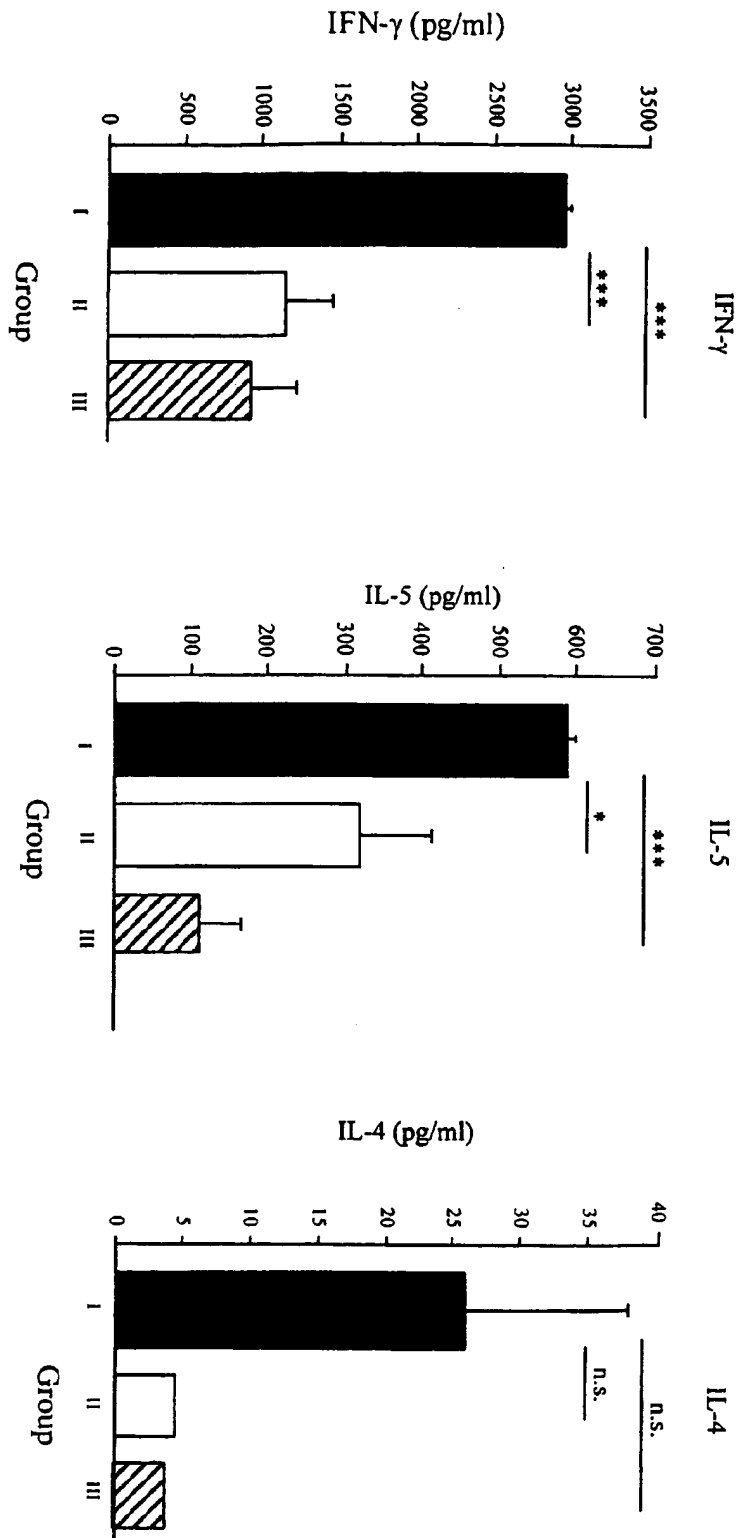 IFN-γ
IFN-γ (pg/ml)
3500
3000
2500
2000
1500
1000
500
0
***
***
I
II
III
Group
IL-5
IL-5 (pg/ml)
700
600
500
400
300
200
100
0
***
*
I
II
III
Group
IL-4
IL-4 (pg/ml)
40
35
30
25
20
15
10
5
0
n.s.
n.s.
I
II
III
Group